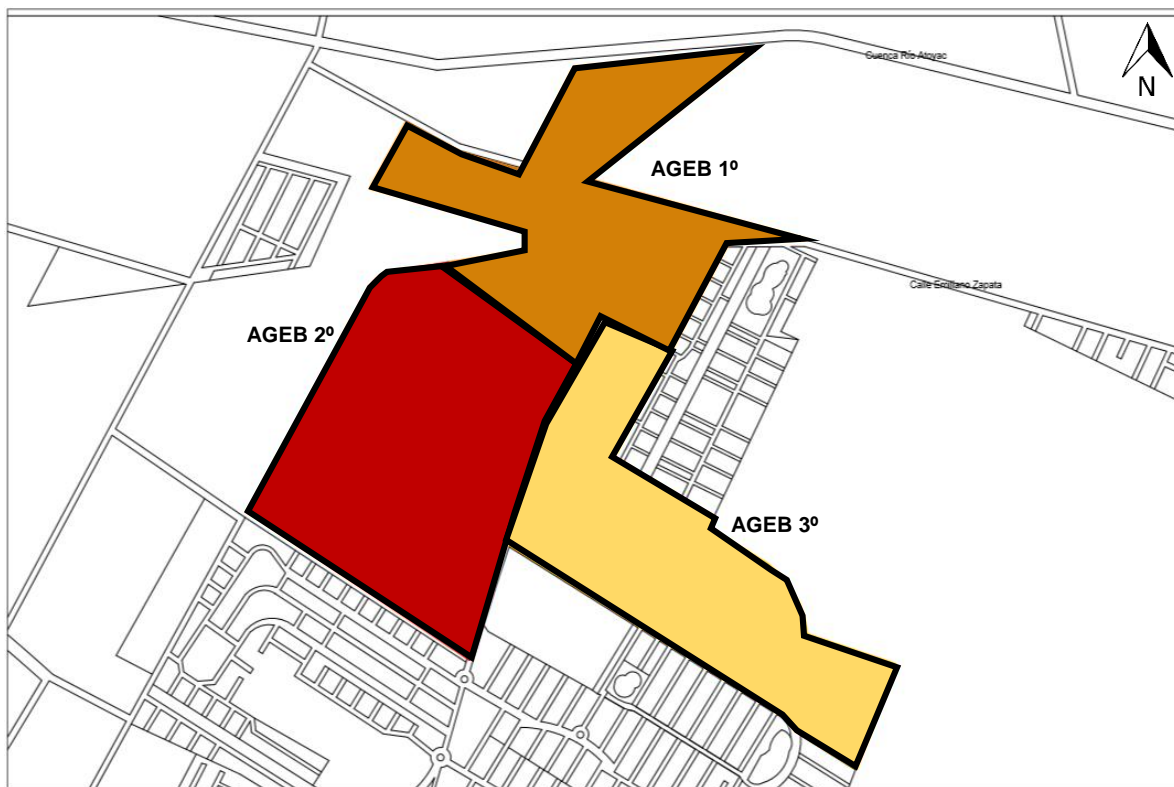 Cuenca Río Atoyac
N
AGEB 1º
Calle Emiliano Zapata
AGEB 2º
AGEB 3º